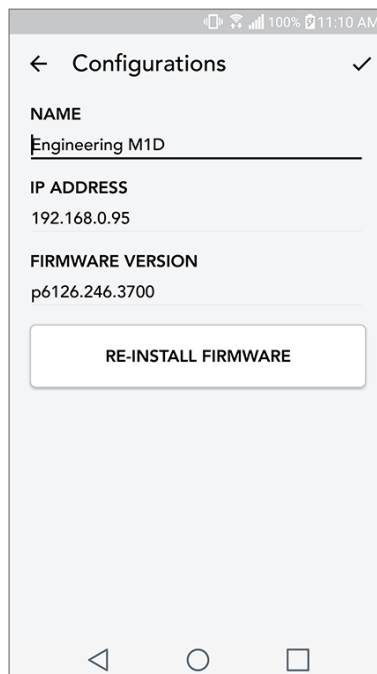 100% 11:10 AM
Configurations
NAME
Engineering M1D
IP ADDRESS
192.168.0.95
FIRMWARE VERSION
p6126.246.3700
RE-INSTALL FIRMWARE